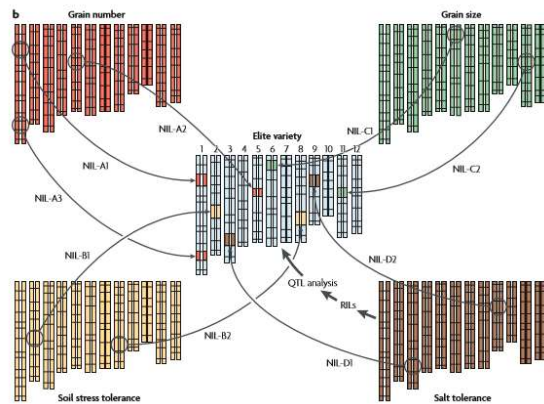 b
Grain number
Grain size
NIL-A2
NIL-C1
Elite variety
1 2 3 4 5 6 7 8 9 10 11 12
NIL-A1
NIL-C2
NIL-A3
NIL-B1
NIL-D2
QTL analysis
RILs
NIL-B2
NIL-D1
Soil stress tolerance
Salt tolerance